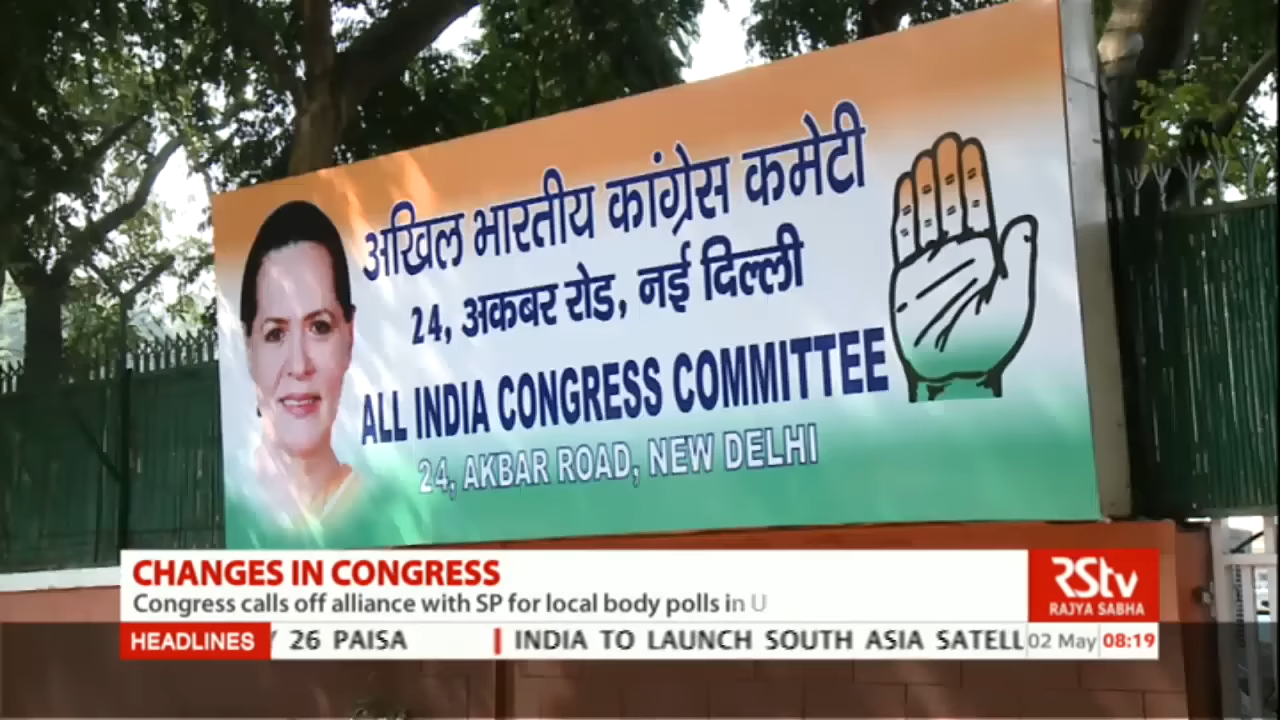 अखिल भारतीय कांग्रेस कमेटी
24, अकबर रोड, नई दिल्ली
ALL INDIA CONGRESS COMMITTEE
24, AKBAR ROAD, NEW DELHI
CHANGES IN CONGRESS
Congress calls off alliance with SP for local body polls in U
RStv
RAJYA SABHA
HEADLINES
26 PAISA | INDIA TO LAUNCH SOUTH ASIA SATELL
02 May 08:19